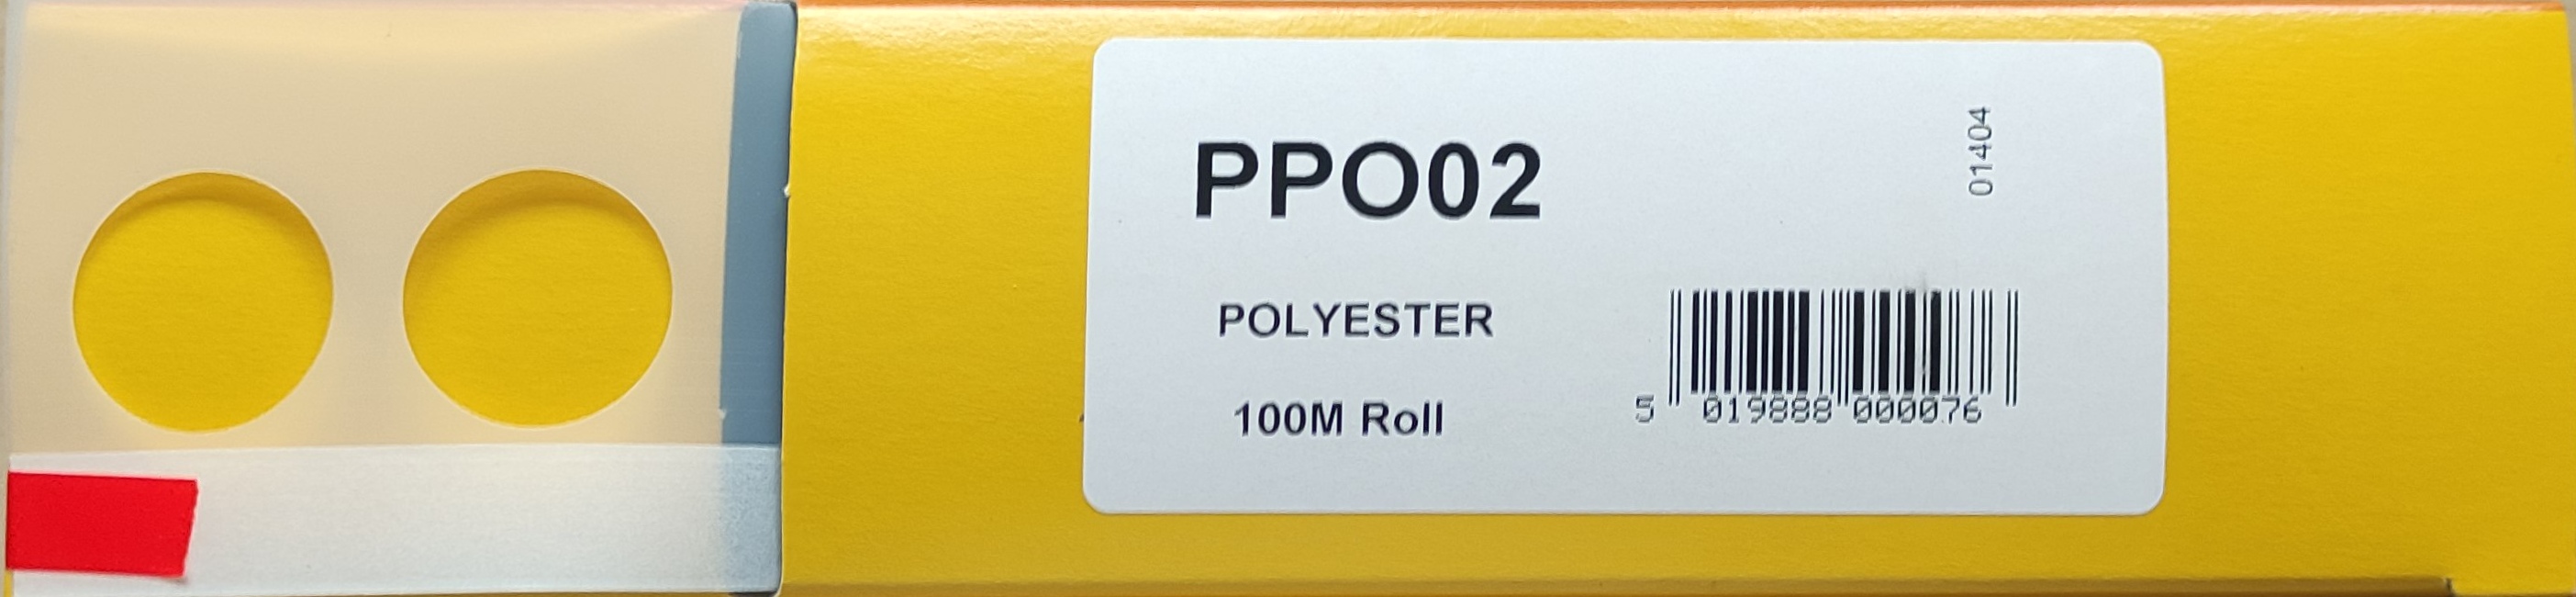 PPO02
01404
POLYESTER
100M Roll
5 019888 000076